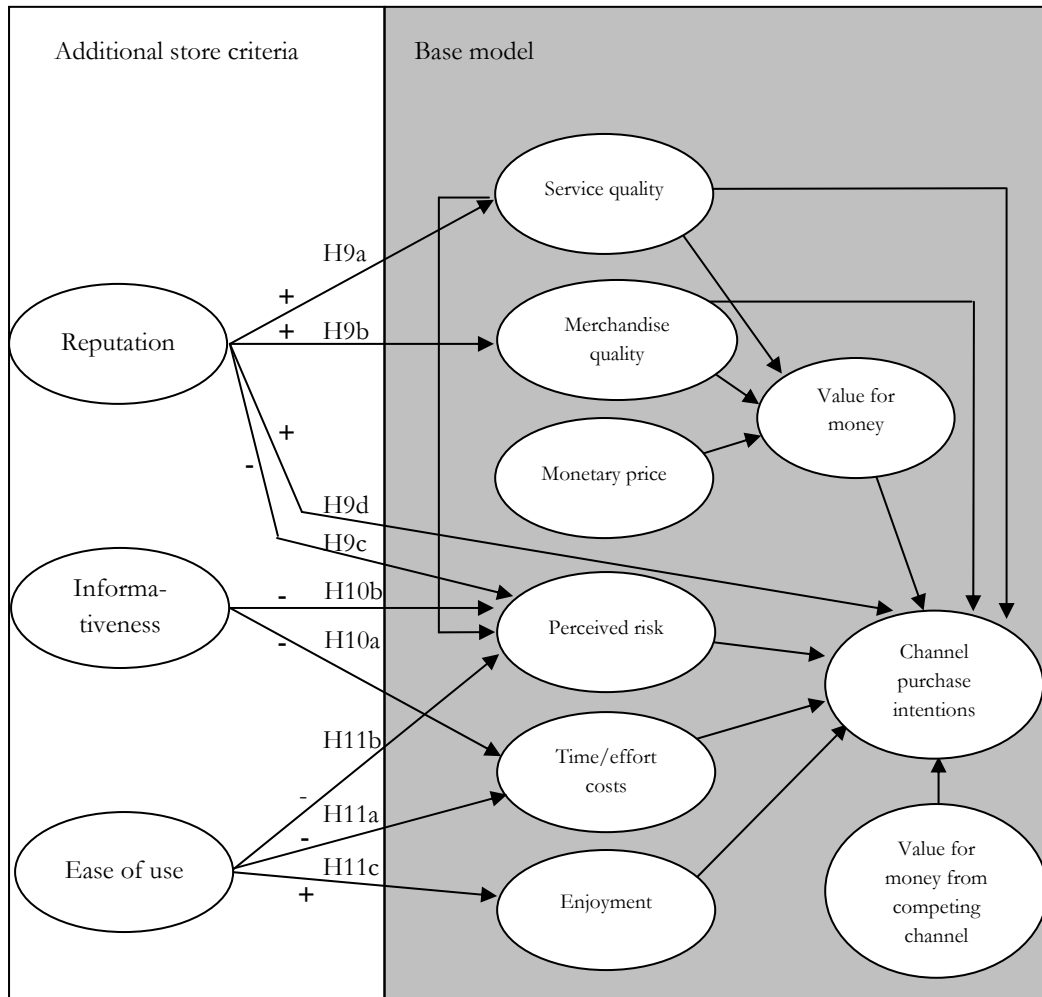 Additional store criteria
Base model
Service quality
H9a
+
+
H9b
Reputation
Merchandise
quality
Value for
money
+
-
Monetary price
H9d
H9c
Informa-
tiveness
-
H10b
-
H10a
Perceived risk
Channel
purchase
intentions
H11b
Time/effort
costs
-
H11a
-
Ease of use
H11c
+
Enjoyment
Value for
money from
competing
channel